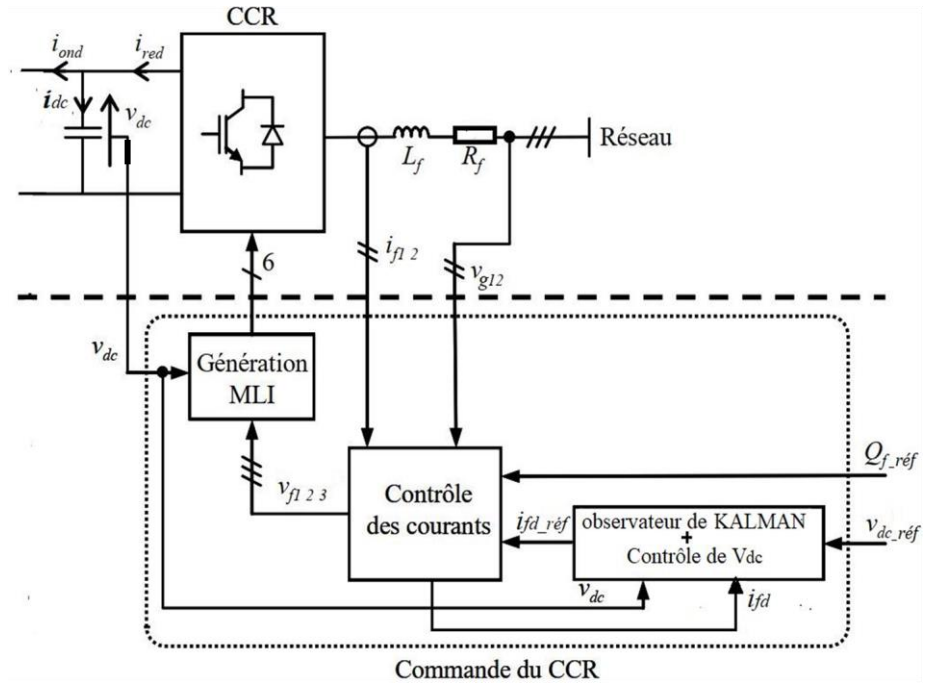 CCR
i_ond
i_red
i_dc
v_dc
L_f
R_f
Réseau
6
i_f1 2
v_g12
v_dc
Génération
MLI
Q_f_réf
v_f1 2 3
Contrôle
des courants
i_fd_réf
observateur de KALMAN
+
Contrôle de Vdc
v_dc_réf
v_dc
i_fd
Commande du CCR